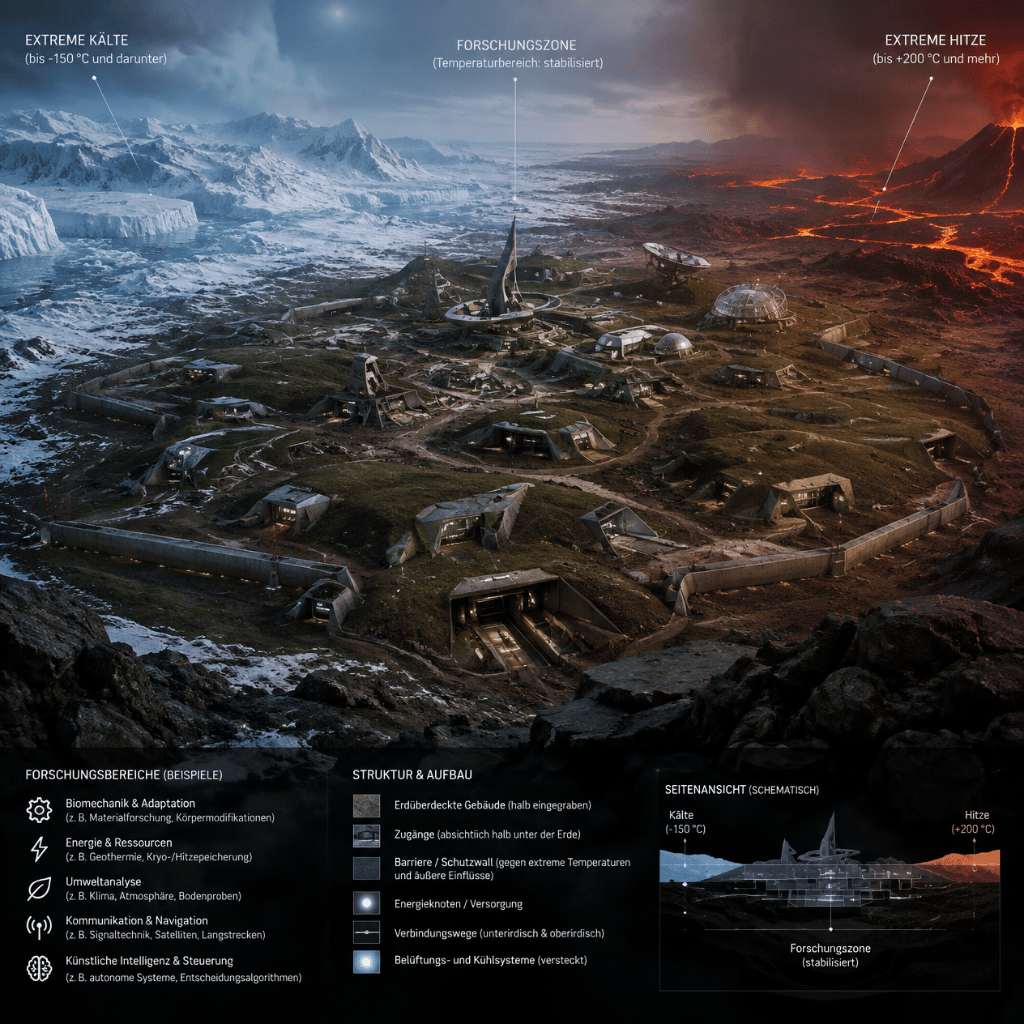 EXTREME KÄLTE
(bis -150 °C und darunter)
FORSCHUNGSZONE
(Temperaturbereich: stabilisiert)
EXTREME HITZE
(bis +200 °C und mehr)
FORSCHUNGSBEREICHE (BEISPIELE)
Biomechanik & Adaptation
(z. B. Materialforschung, Körpermodifikationen)
Energie & Ressourcen
(z. B. Geothermie, Kryo-/Hitzepeicherung)
Umweltanalyse
(z. B. Klima, Atmosphäre, Bodenproben)
Kommunikation & Navigation
(z. B. Signaltechnik, Satelliten, Langstrecken)
Künstliche Intelligenz & Steuerung
(z. B. autonome Systeme, Entscheidungsalgorithmen)
STRUKTUR & AUFBAU
Erdüberdeckte Gebäude (halb eingegraben)
Zugänge (absichtlich halb unter der Erde)
Barriere / Schutzwall (gegen extreme Temperaturen
und äußere Einflüsse)
Energieknoten / Versorgung
Verbindungswege (unterirdisch & oberirdisch)
Belüftungs- und Kühlsysteme (versteckt)
SEITENANSICHT (SCHEMATISCH)
Kälte
(-150 °C)
Hitze
(+200 °C)
Forschungszone
(stabilisiert)